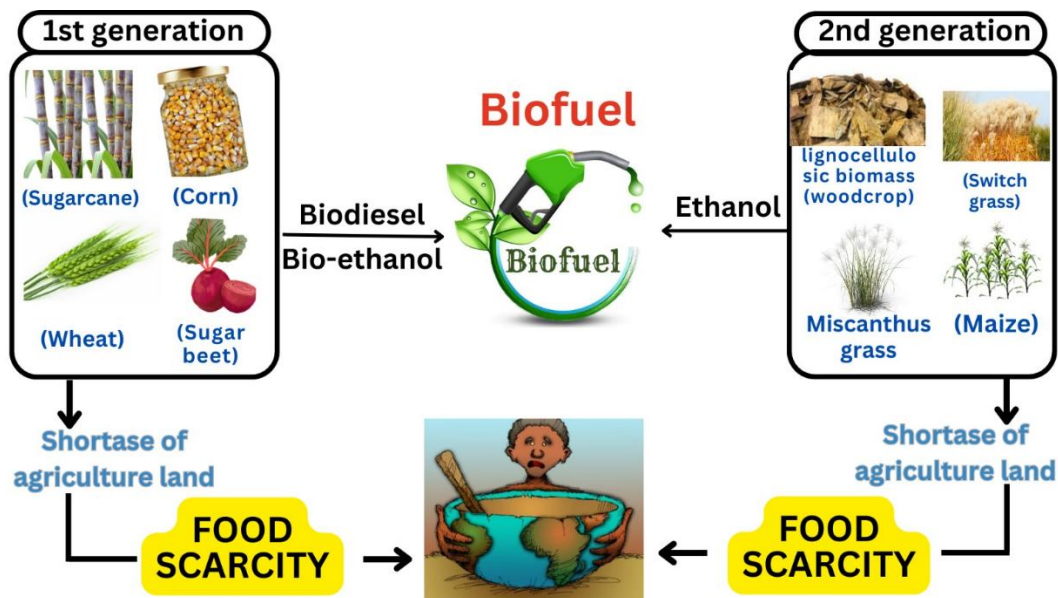 1st generation
(Sugarcane)
(Corn)
(Wheat)
(Sugar
beet)
Biodiesel
Bio-ethanol
Biofuel
Biofuel
Ethanol
2nd generation
lignocellulo
sic biomass
(woodcrop)
(Switch
grass)
Miscanthus
grass
(Maize)
Shortase of
agriculture land
FOOD
SCARCITY
Shortase of
agriculture land
FOOD
SCARCITY